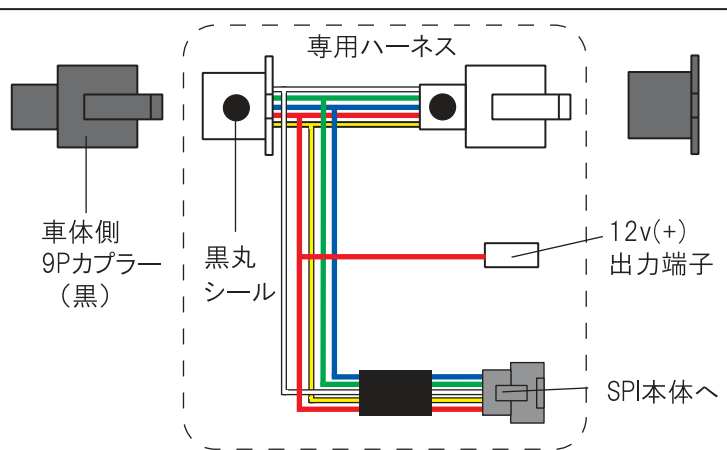 専用ハーネス
車体側
9Pカプラー
（黒）
黒丸
シール
12v(+)
出力端子
SPI本体へ